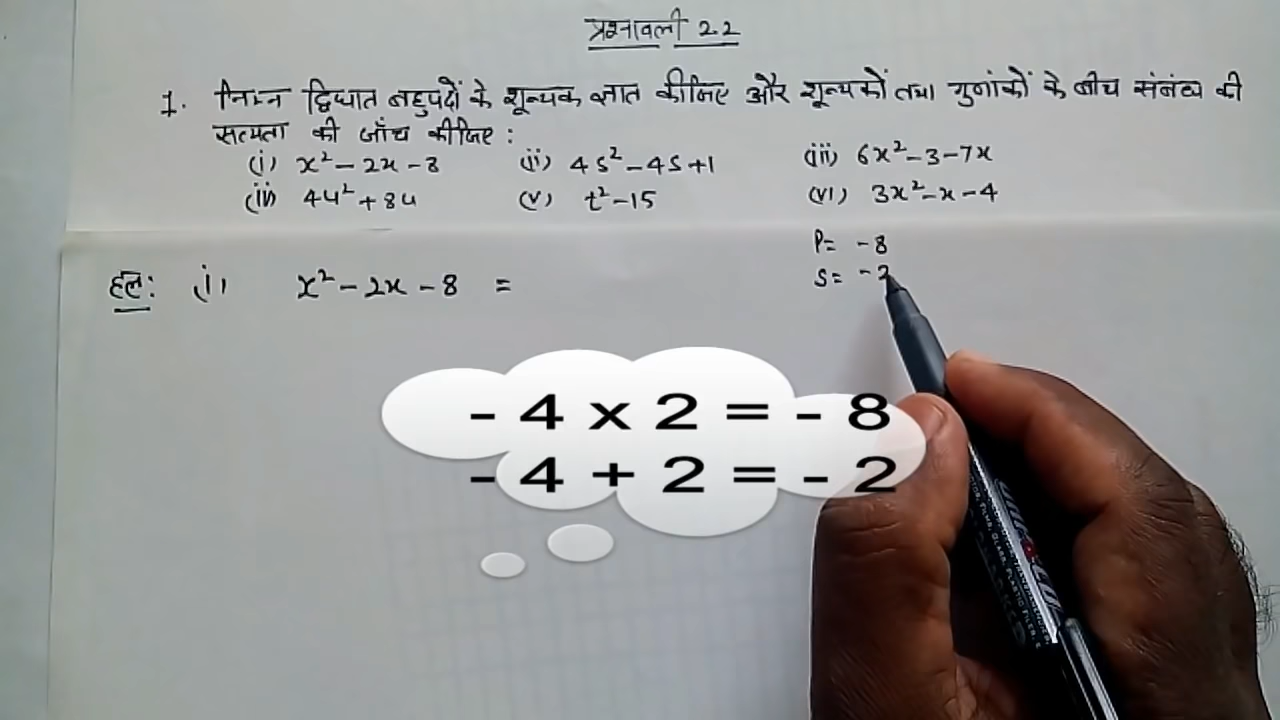 प्रश्नावली 2.2
1. निम्न द्विघात बहुपदों के शून्यक ज्ञात कीजिए और शून्यकों तथा गुणांकों के बीच संबंध की
सत्यता की जाँच कीजिए :
(i) x² - 2x - 8 (ii) 4s² - 4s + 1 (iii) 6x² - 3 - 7x
(iv) 4u² + 8u (v) t² - 15 (vi) 3x² - x - 4
P = -8
S = -2
हल: (i) x² - 2x - 8 =
- 4 x 2 = - 8
- 4 + 2 = - 2